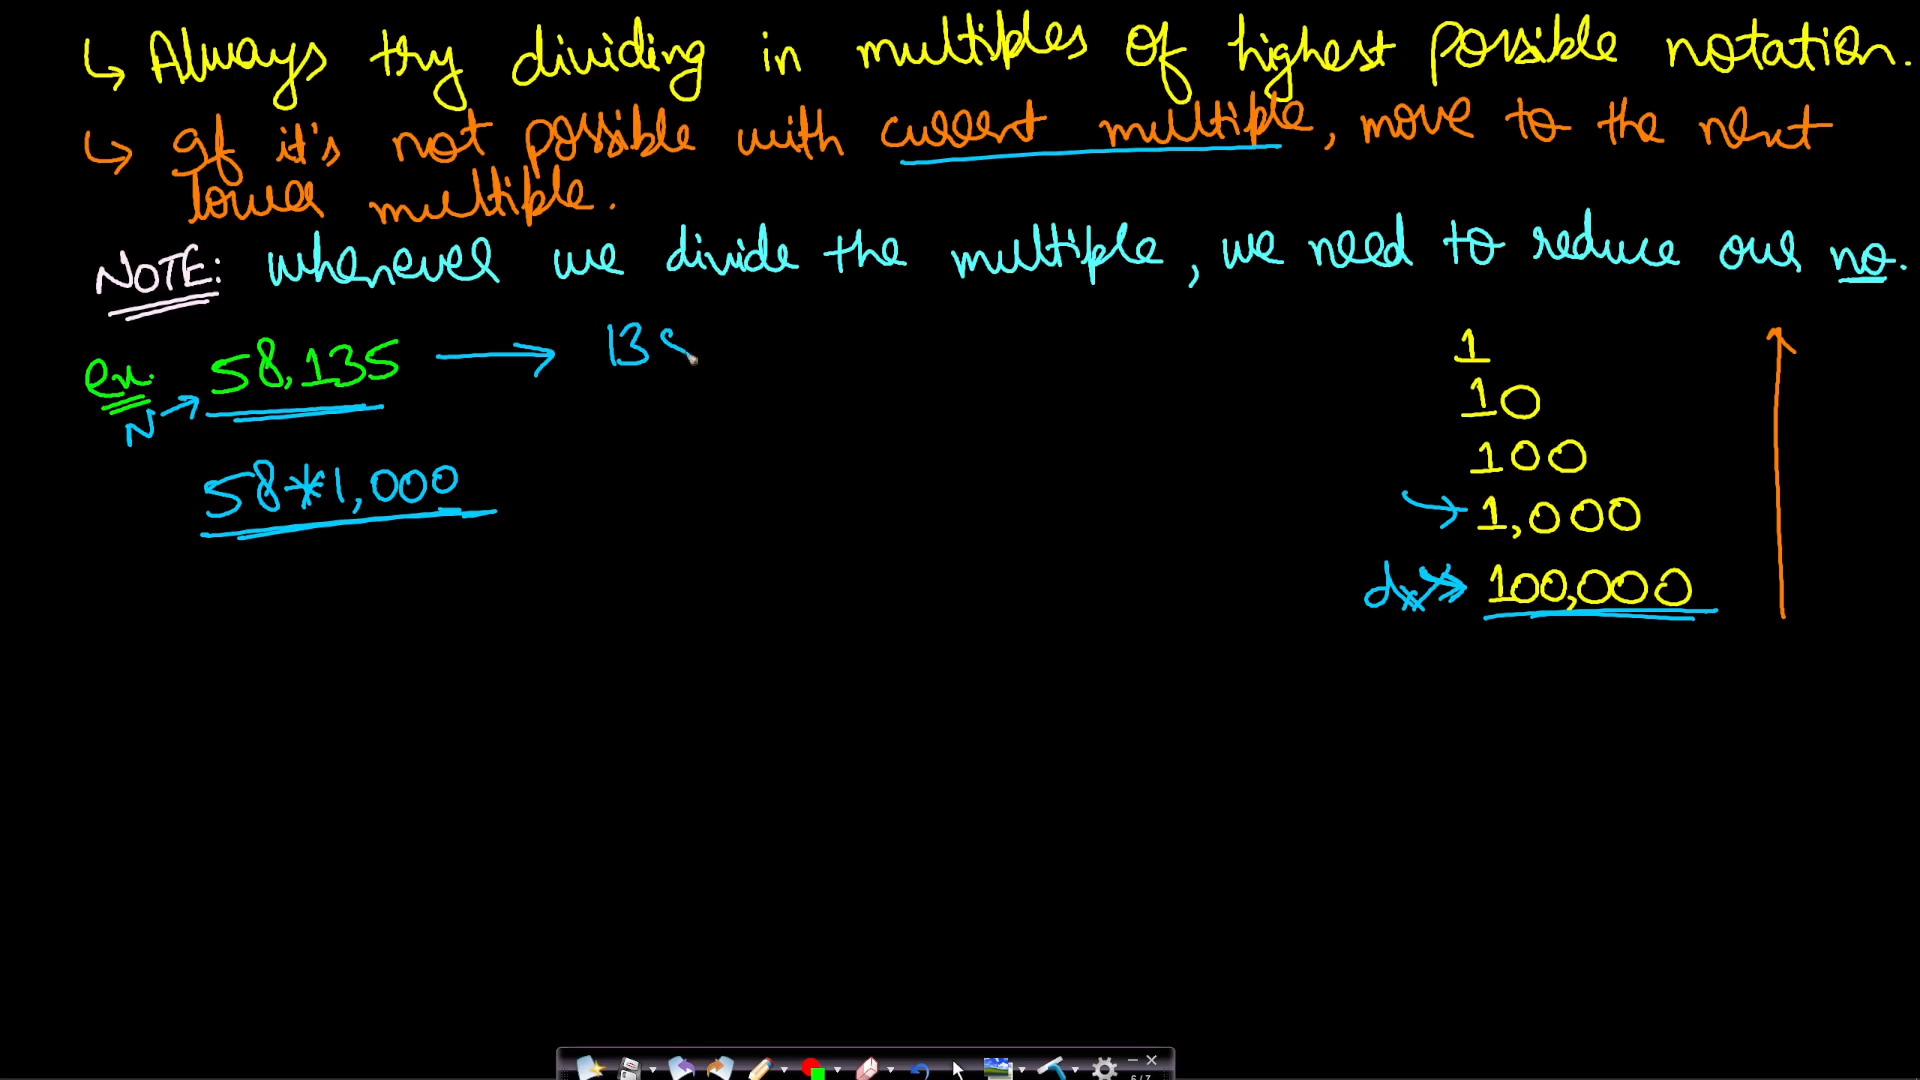 ↳ Always try dividing in multiples of highest possible notation.
↳ If it's not possible with current multiple, move to the next
lower multiple.
NOTE: whenever we divide the multiple, we need to reduce our no.
ex. 58,135 → 13
N →
58*1,000
1
10
100
→ 1,000
→ 100,000
6/7